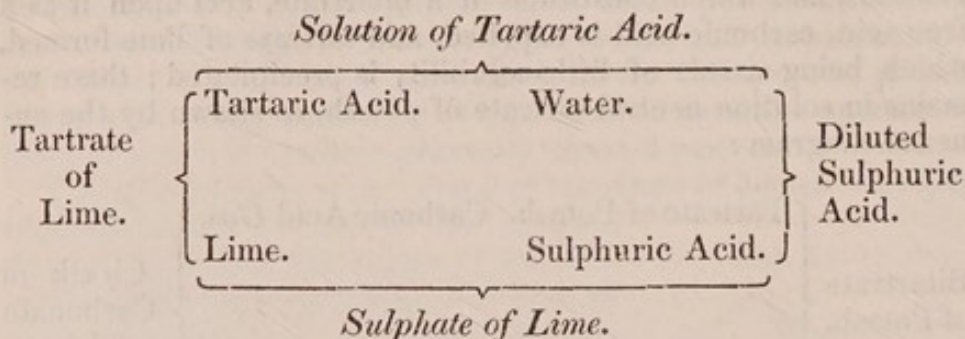 Solution of Tartaric Acid.
Tartaric Acid. Water.
Tartrate
of
Lime.
Diluted
Sulphuric
Acid.
Lime. Sulphuric Acid.
Sulphate of Lime.